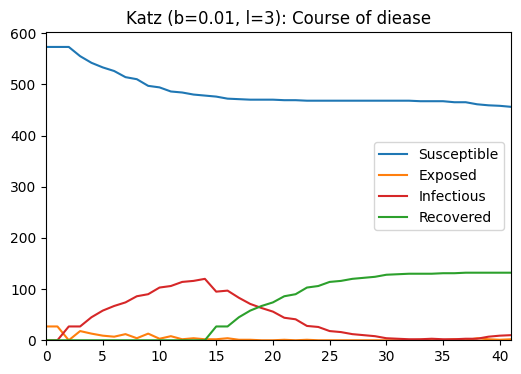 Katz (b=0.01, l=3): Course of diease
600
500
400
300
200
100
0
Susceptible
Exposed
Infectious
Recovered
0 5 10 15 20 25 30 35 40